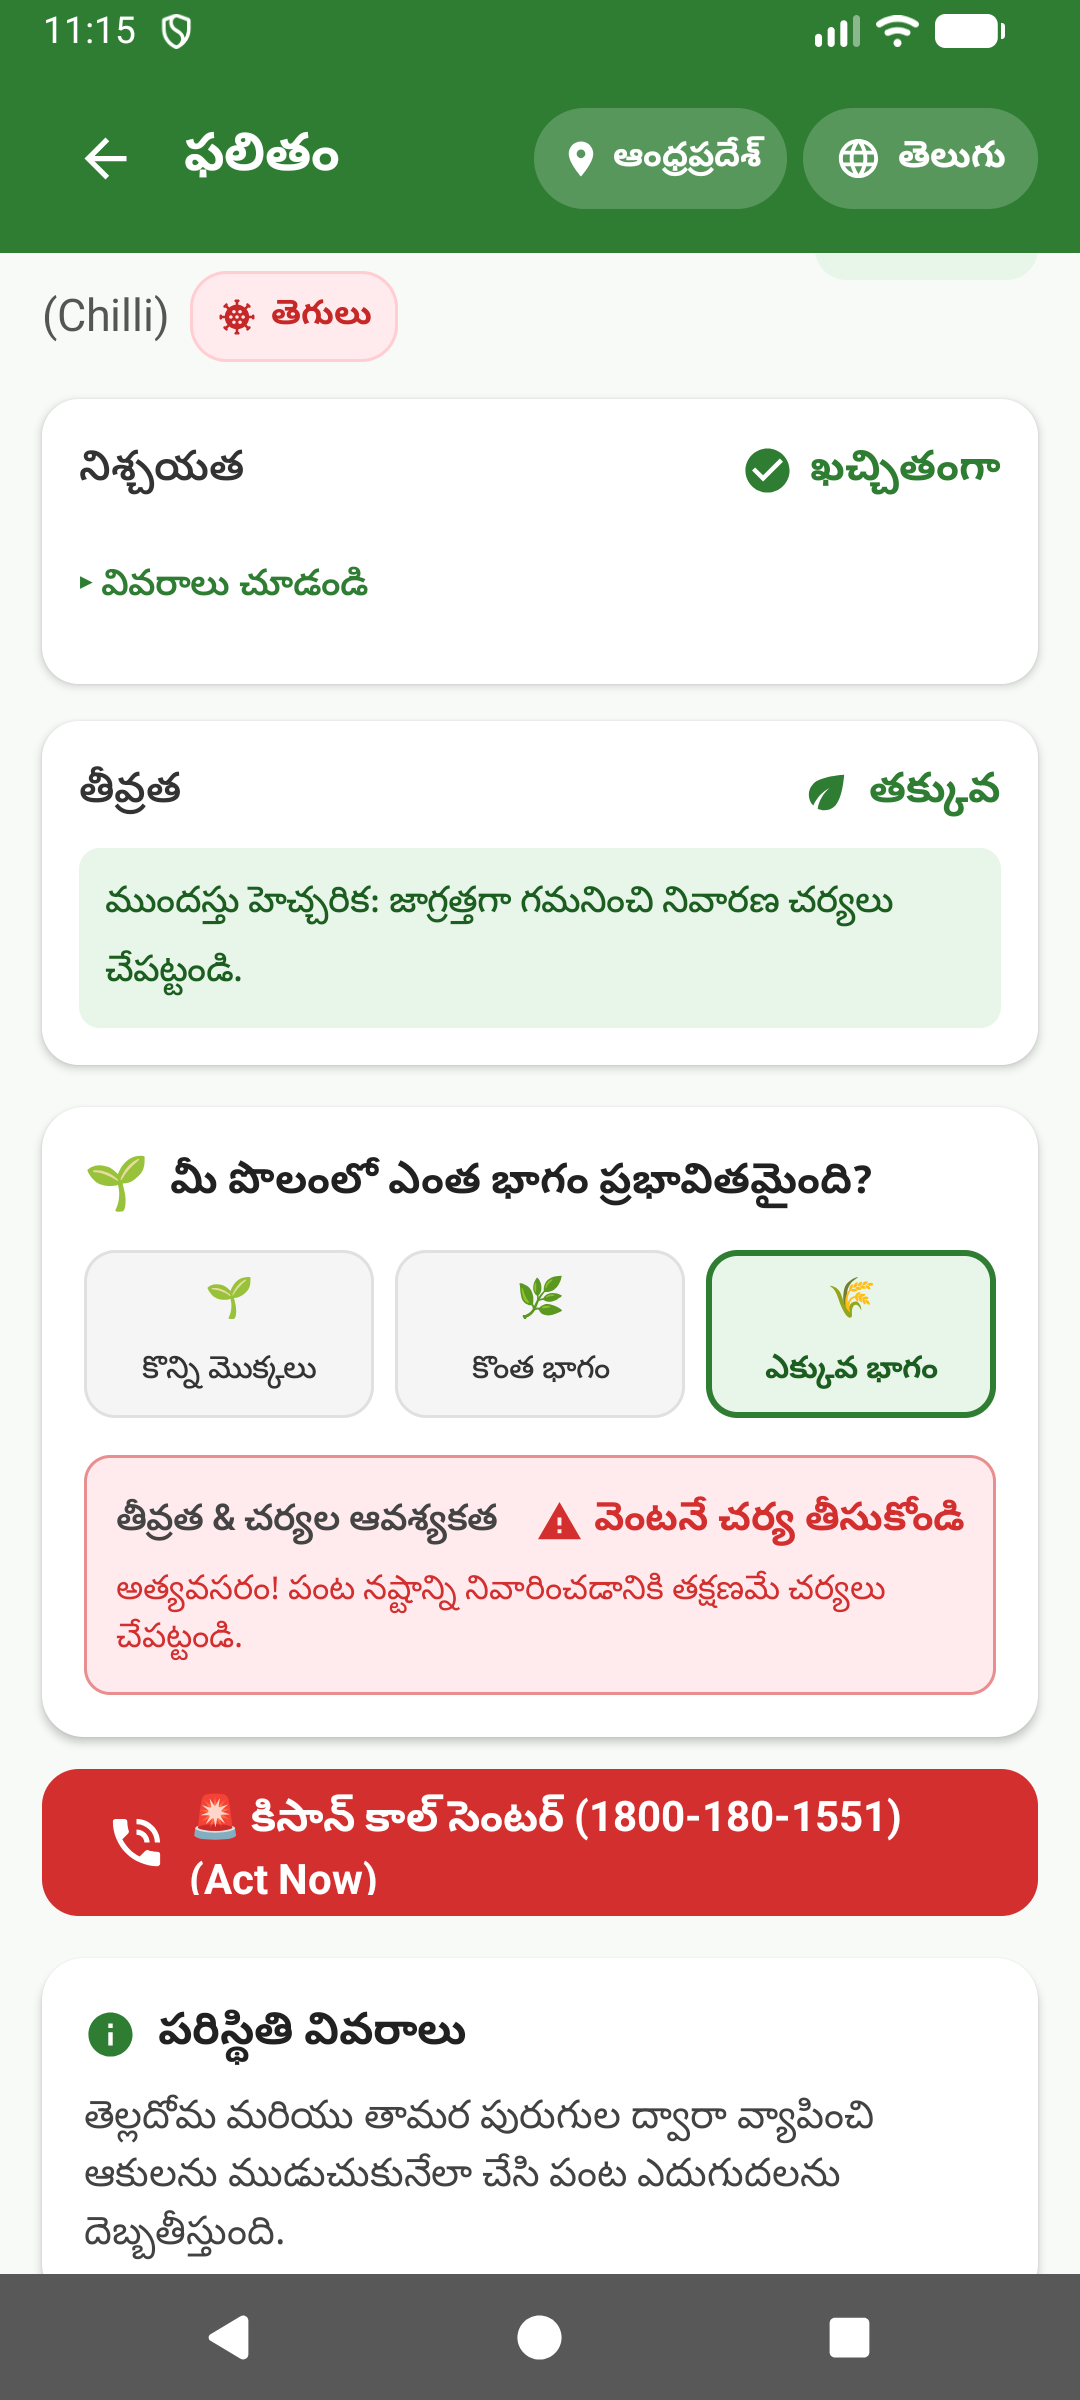 11:15
ఫలితం
ఆంధ్రప్రదేశ్
తెలుగు
(Chilli)
తెగులు
నిశ్చయత
ఖచ్చితంగా
▸ వివరాలు చూడండి
తీవ్రత
తక్కువ
ముందస్తు హెచ్చరిక: జాగ్రత్తగా గమనించి నివారణ చర్యలు
చేపట్టండి.
మీ పొలంలో ఎంత భాగం ప్రభావితమైంది?
కొన్ని మొక్కలు
కొంత భాగం
ఎక్కువ భాగం
తీవ్రత & చర్యల ఆవశ్యకత
వెంటనే చర్య తీసుకోండి
అత్యవసరం! పంట నష్టాన్ని నివారించడానికి తక్షణమే చర్యలు
చేపట్టండి.
🚨 కిసాన్ కాల్ సెంటర్ (1800-180-1551)
(Act Now)
పరిస్థితి వివరాలు
తెల్లదోమ మరియు తామర పురుగుల ద్వారా వ్యాపించి
ఆకులను ముడుచుకునేలా చేసి పంట ఎదుగుదలను
దెబ్బతీస్తుంది.